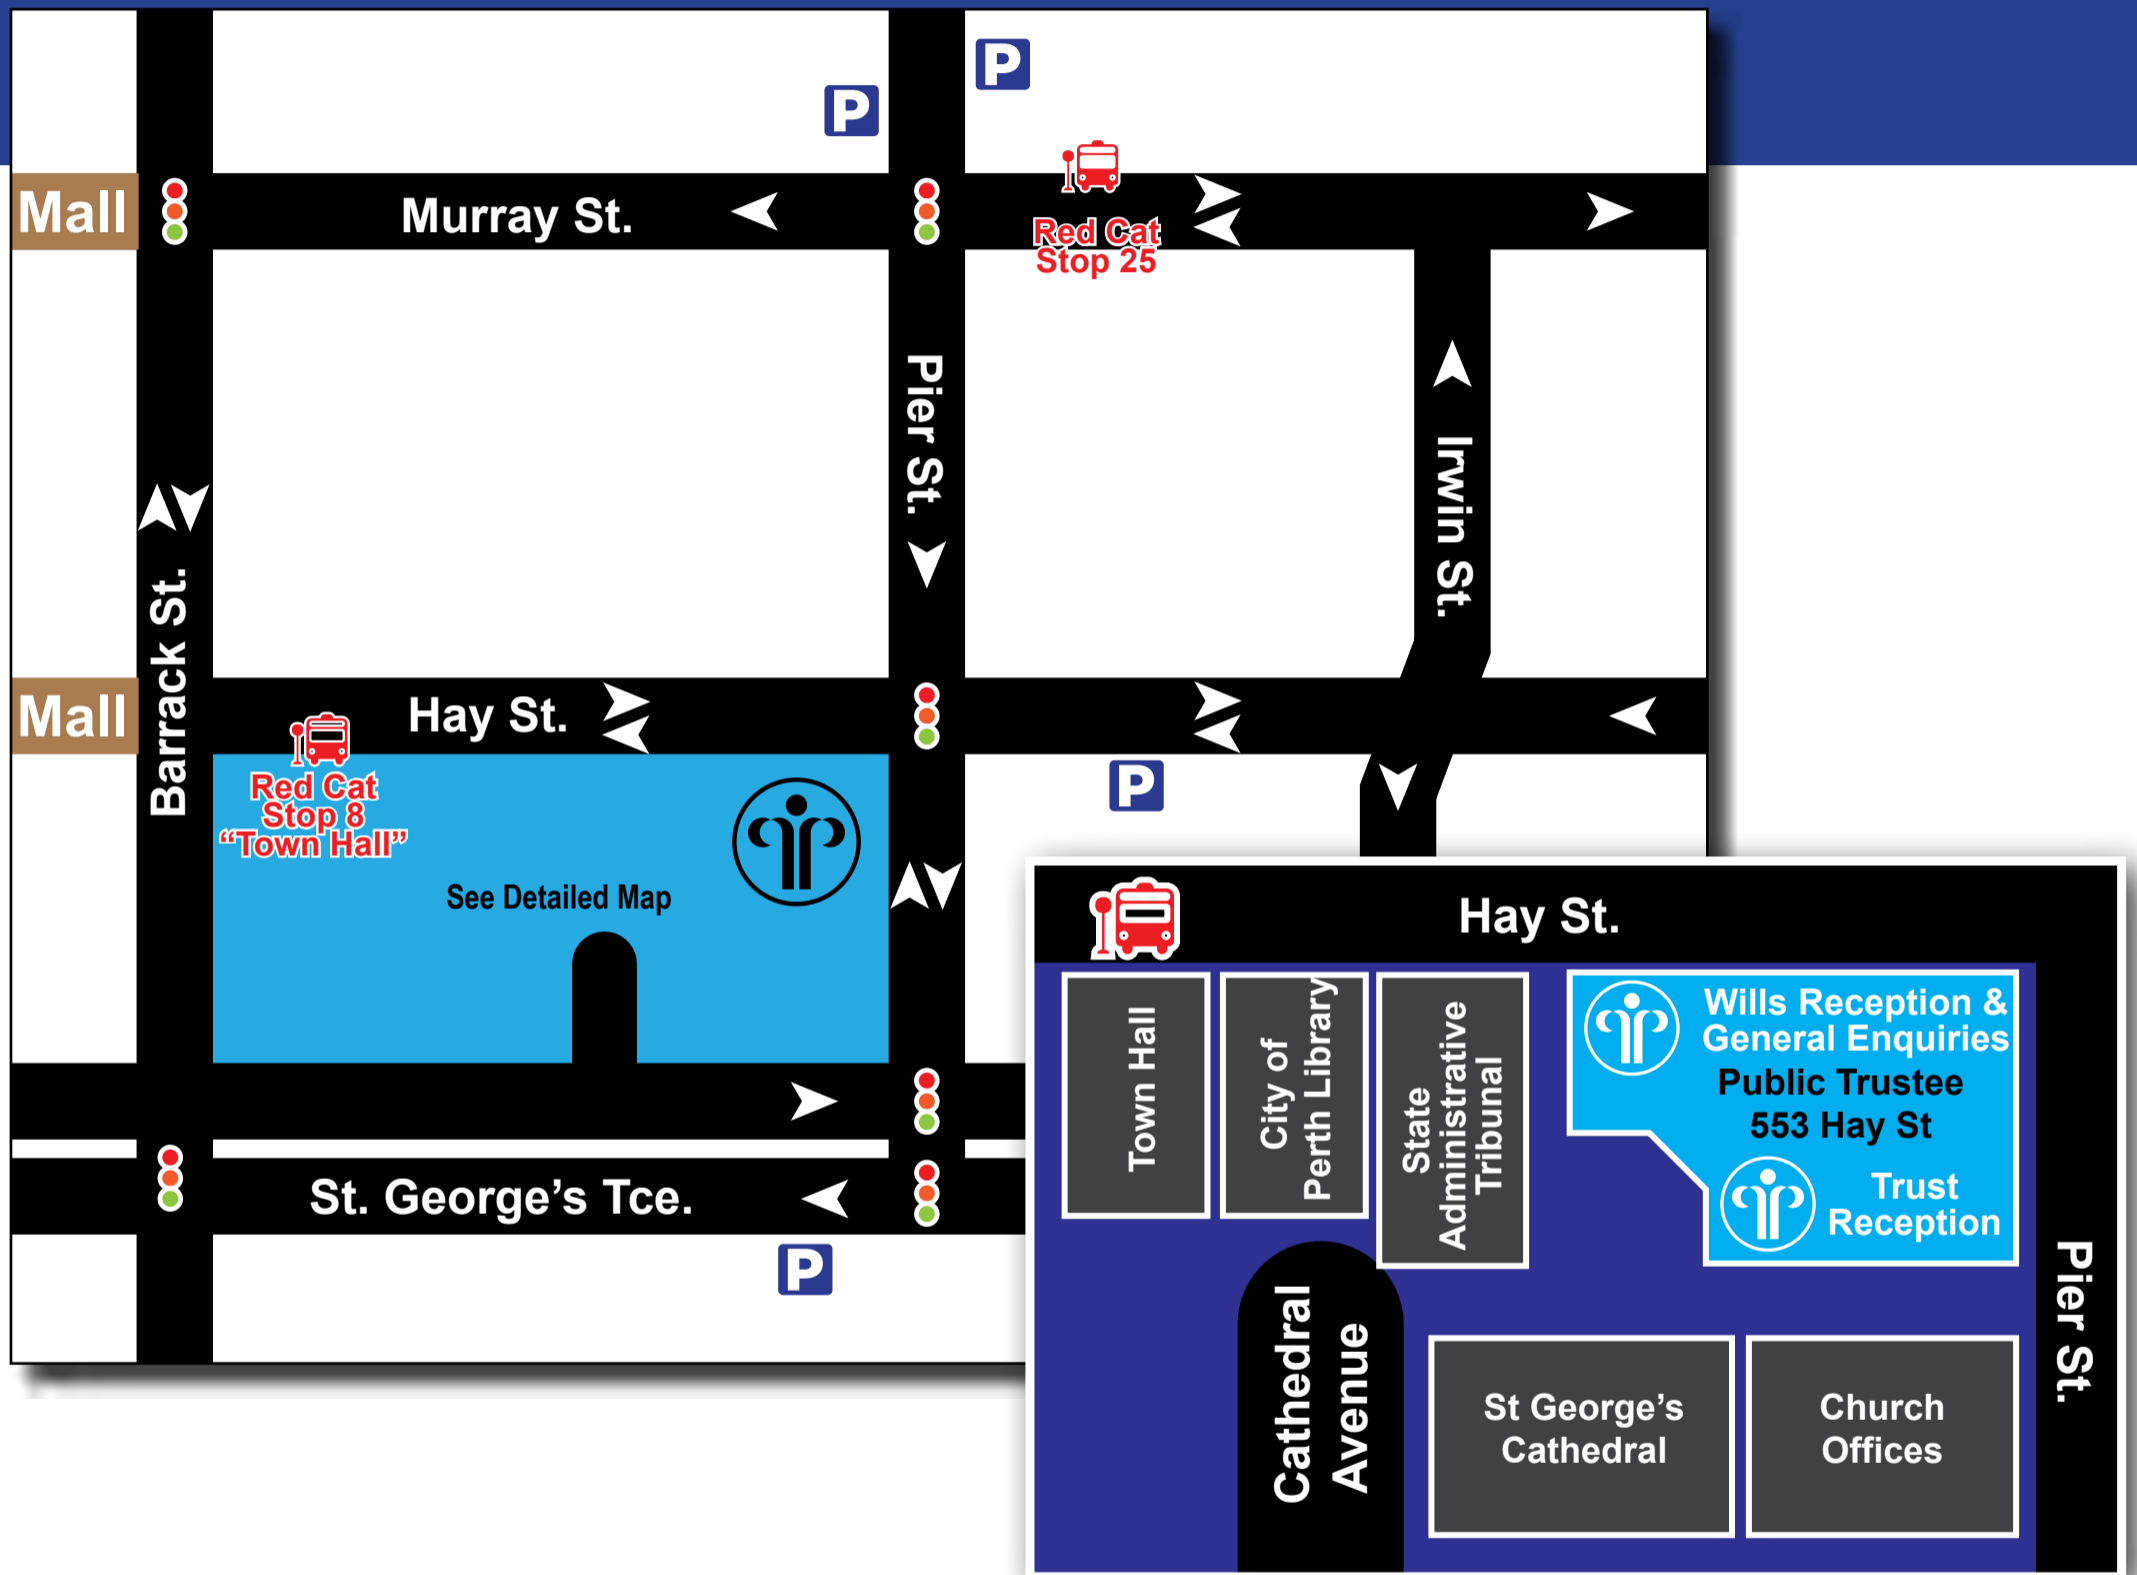 P
P
Mall
Murray St.
Red Cat
Stop 25
Pier St.
Irwin St.
Barrack St.
Mall
Hay St.
Red Cat
Stop 8
“Town Hall”
P
See Detailed Map
St. George’s Tce.
P
Hay St.
Town Hall
City of
Perth Library
State
Administrative
Tribunal
Wills Reception &
General Enquiries
Public Trustee
553 Hay St
Trust
Reception
Pier St.
Cathedral
Avenue
St George’s
Cathedral
Church
Offices